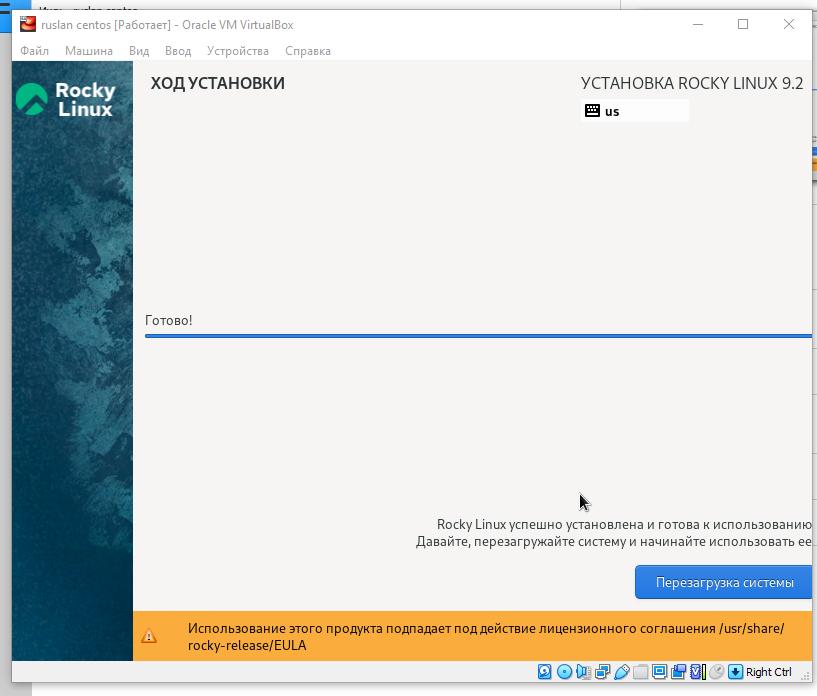 ruslan centos [Работает] - Oracle VM VirtualBox
Файл Машина Вид Ввод Устройства Справка
Rocky
Linux
ХОД УСТАНОВКИ
УСТАНОВКА ROCKY LINUX 9.2
us
Готово!
Rocky Linux успешно установлена и готова к использованию
Давайте, перезагружайте систему и начинайте использовать ее
Перезагрузка системы
Использование этого продукта подпадает под действие лицензионного соглашения /usr/share/
rocky-release/EULA
Right Ctrl